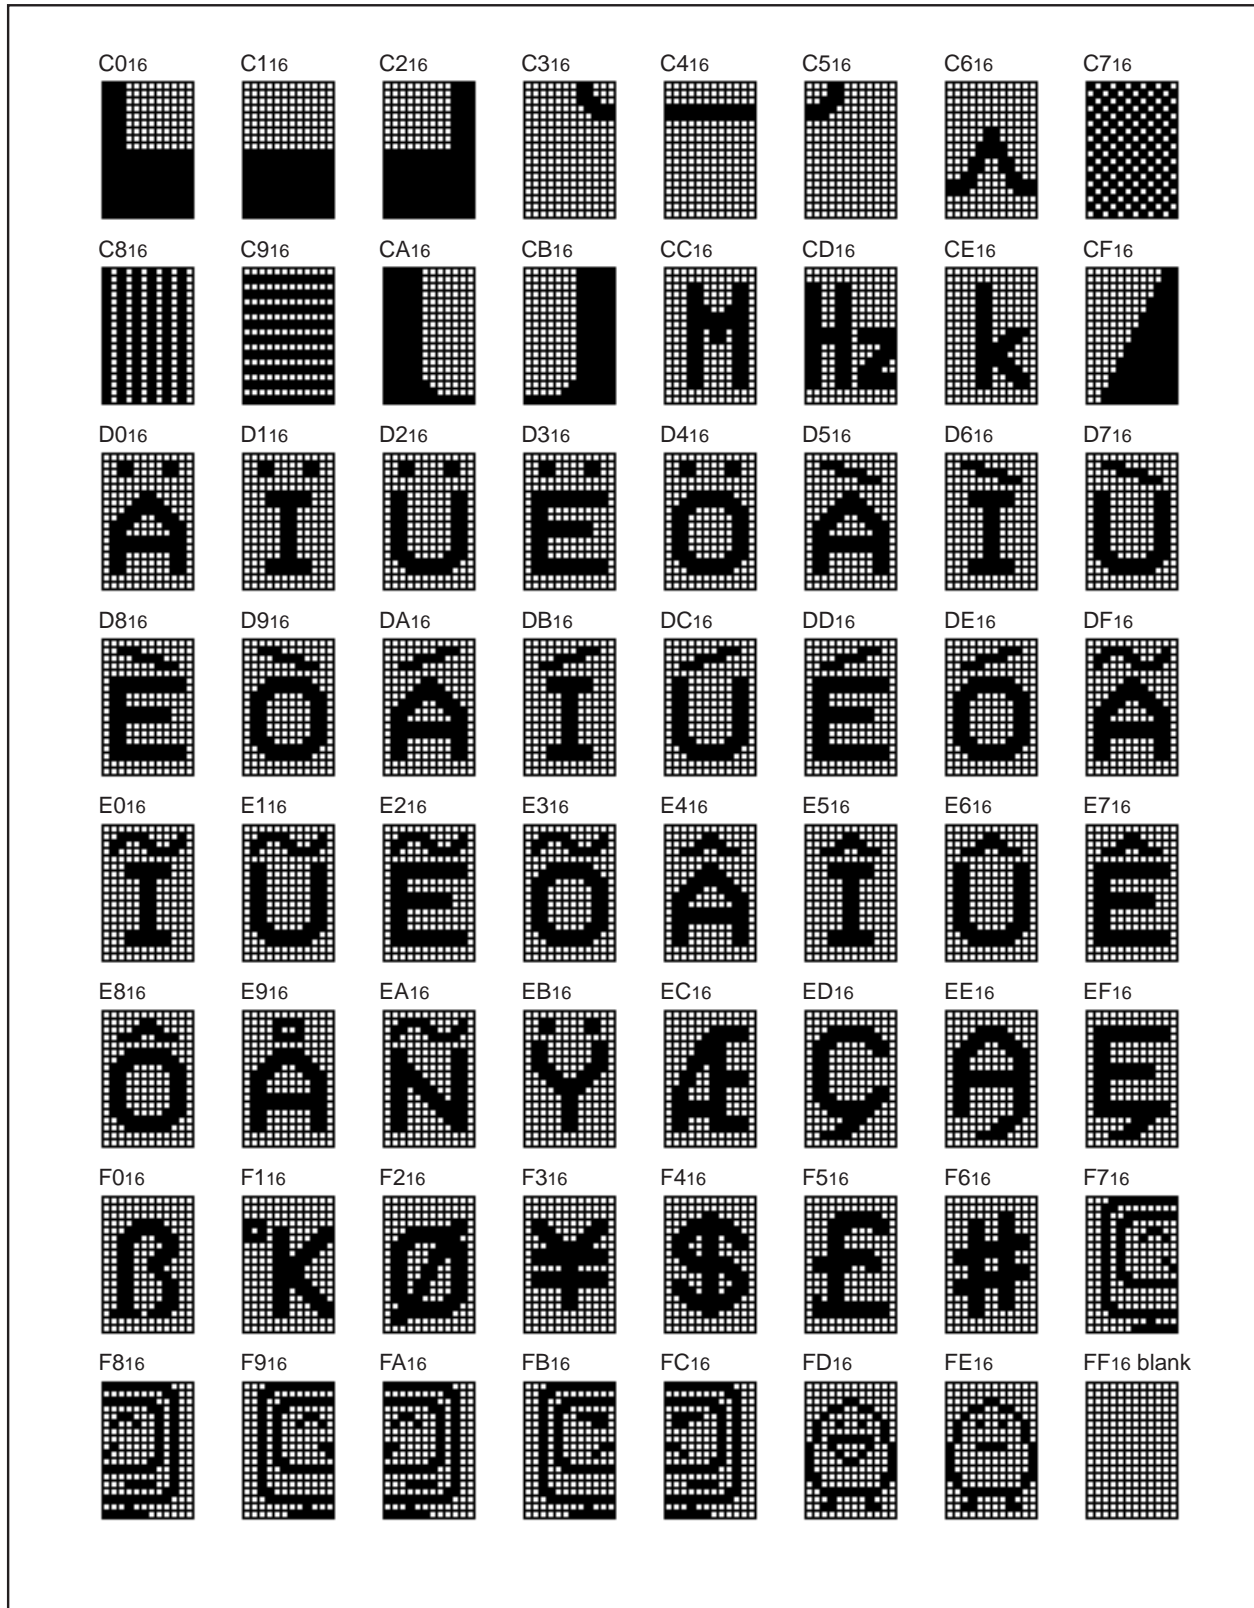 C016 C116 C216 C316 C416 C516 C616 C716
C816 C916 CA16 CB16 CC16 CD16 CE16 CF16
M Hz k
D016 D116 D216 D316 D416 D516 D616 D716
Ä Ï Ü Ë Ö À Ì Ù
D816 D916 DA16 DB16 DC16 DD16 DE16 DF16
È Ò Á Í Ú É Ó Ã
E016 E116 E216 E316 E416 E516 E616 E716
Ĩ Ũ Ẽ Õ Â Î Û Ê
E816 E916 EA16 EB16 EC16 ED16 EE16 EF16
Ô Å Ñ Ÿ Æ Ç Ą Ę
F016 F116 F216 F316 F416 F516 F616 F716
ß °K Ø ¥ $ £ #
F816 F916 FA16 FB16 FC16 FD16 FE16 FF16 blank